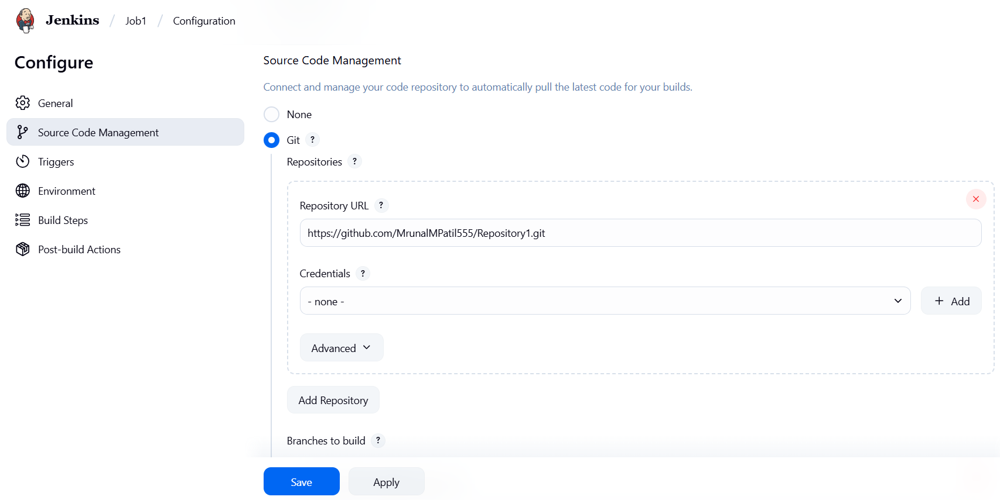 Jenkins / Job1 / Configuration
Configure
General
Source Code Management
Triggers
Environment
Build Steps
Post-build Actions
Source Code Management
Connect and manage your code repository to automatically pull the latest code for your builds.
None
Git ?
Repositories ?
Repository URL ?
https://github.com/MrunalMPatil555/Repository1.git
Credentials ?
- none -
+ Add
Advanced
Add Repository
Branches to build ?
Save
Apply